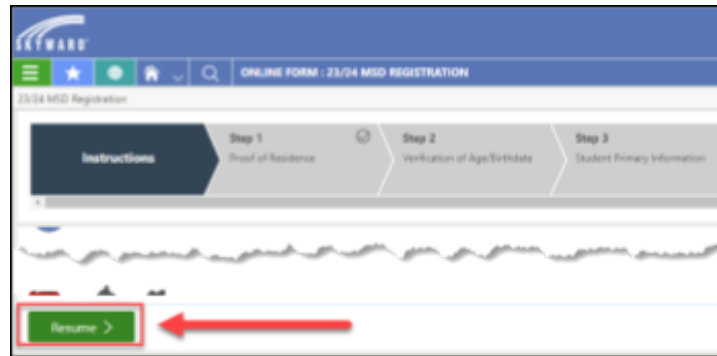 SKYWARD
ONLINE FORM : 23/24 MSD REGISTRATION
23/24 MSD Registration
Instructions
Step 1
Proof of Residence
Step 2
Verification of Age/Birthdate
Step 3
Student Primary Information
Resume